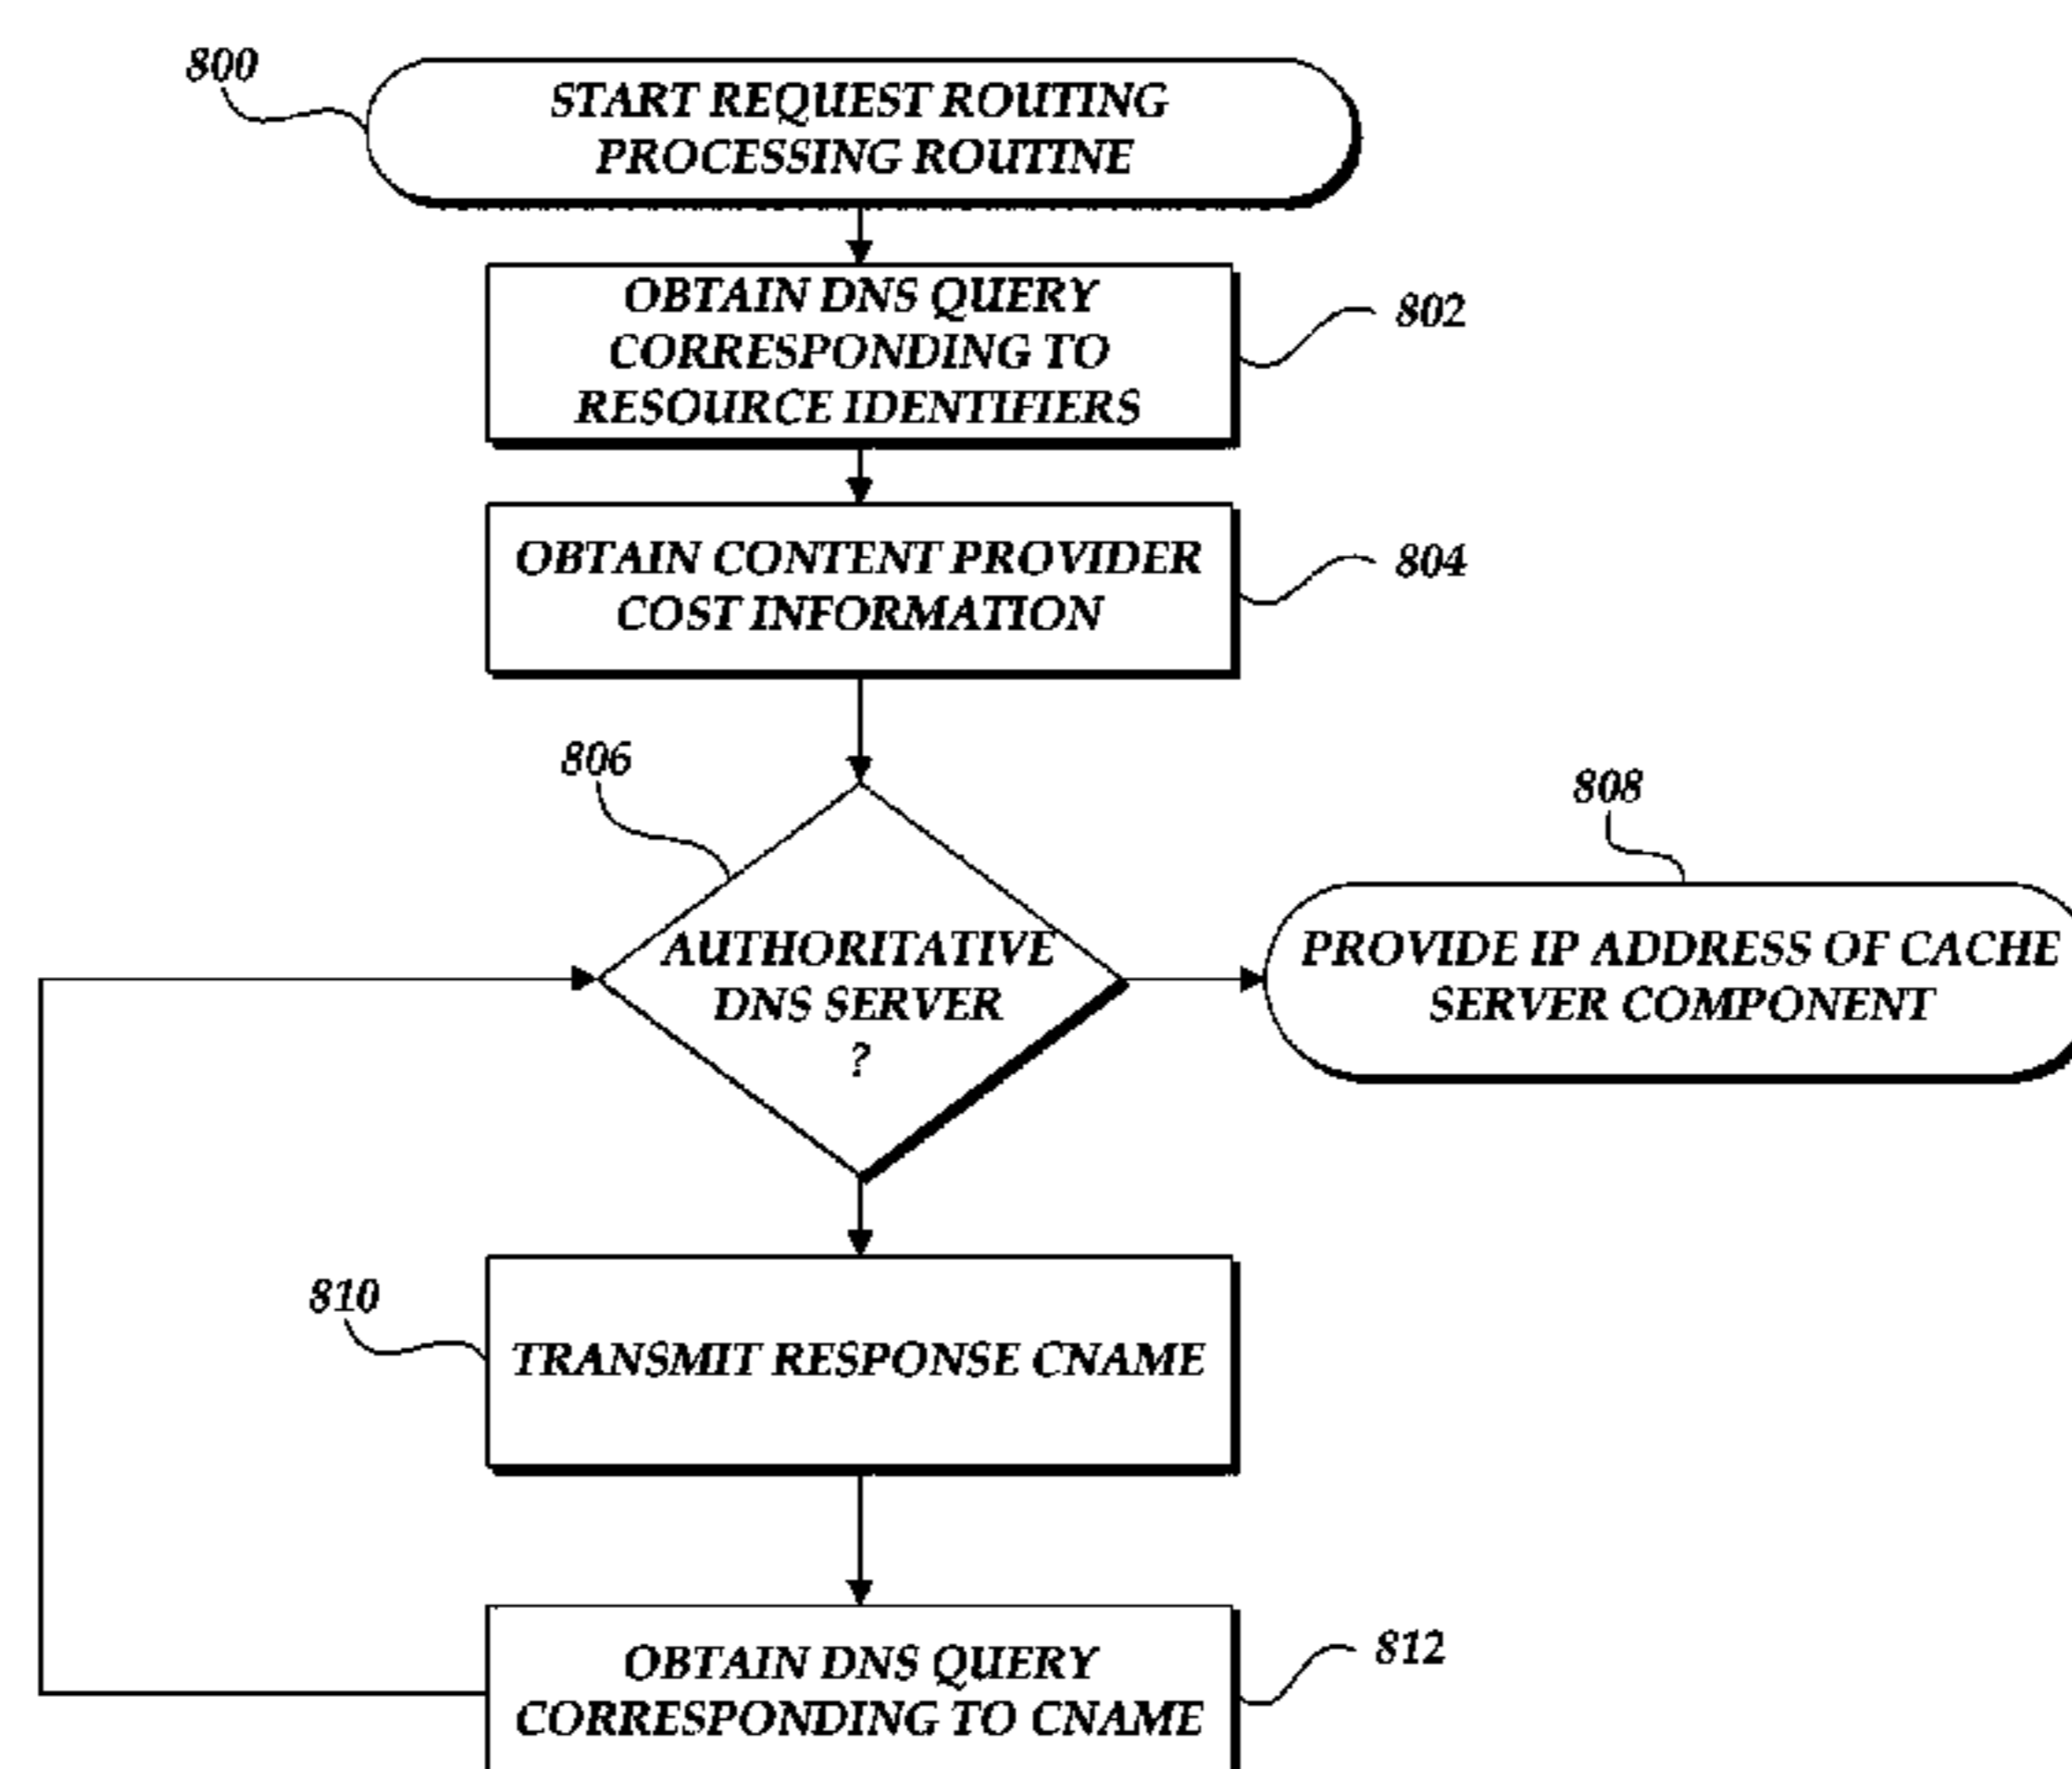 800
START REQUEST ROUTING
PROCESSING ROUTINE
OBTAIN DNS QUERY
CORRESPONDING TO
RESOURCE IDENTIFIERS
802
OBTAIN CONTENT PROVIDER
COST INFORMATION
804
806
AUTHORITATIVE
DNS SERVER
?
808
PROVIDE IP ADDRESS OF CACHE
SERVER COMPONENT
810
TRANSMIT RESPONSE CNAME
OBTAIN DNS QUERY
CORRESPONDING TO CNAME
812